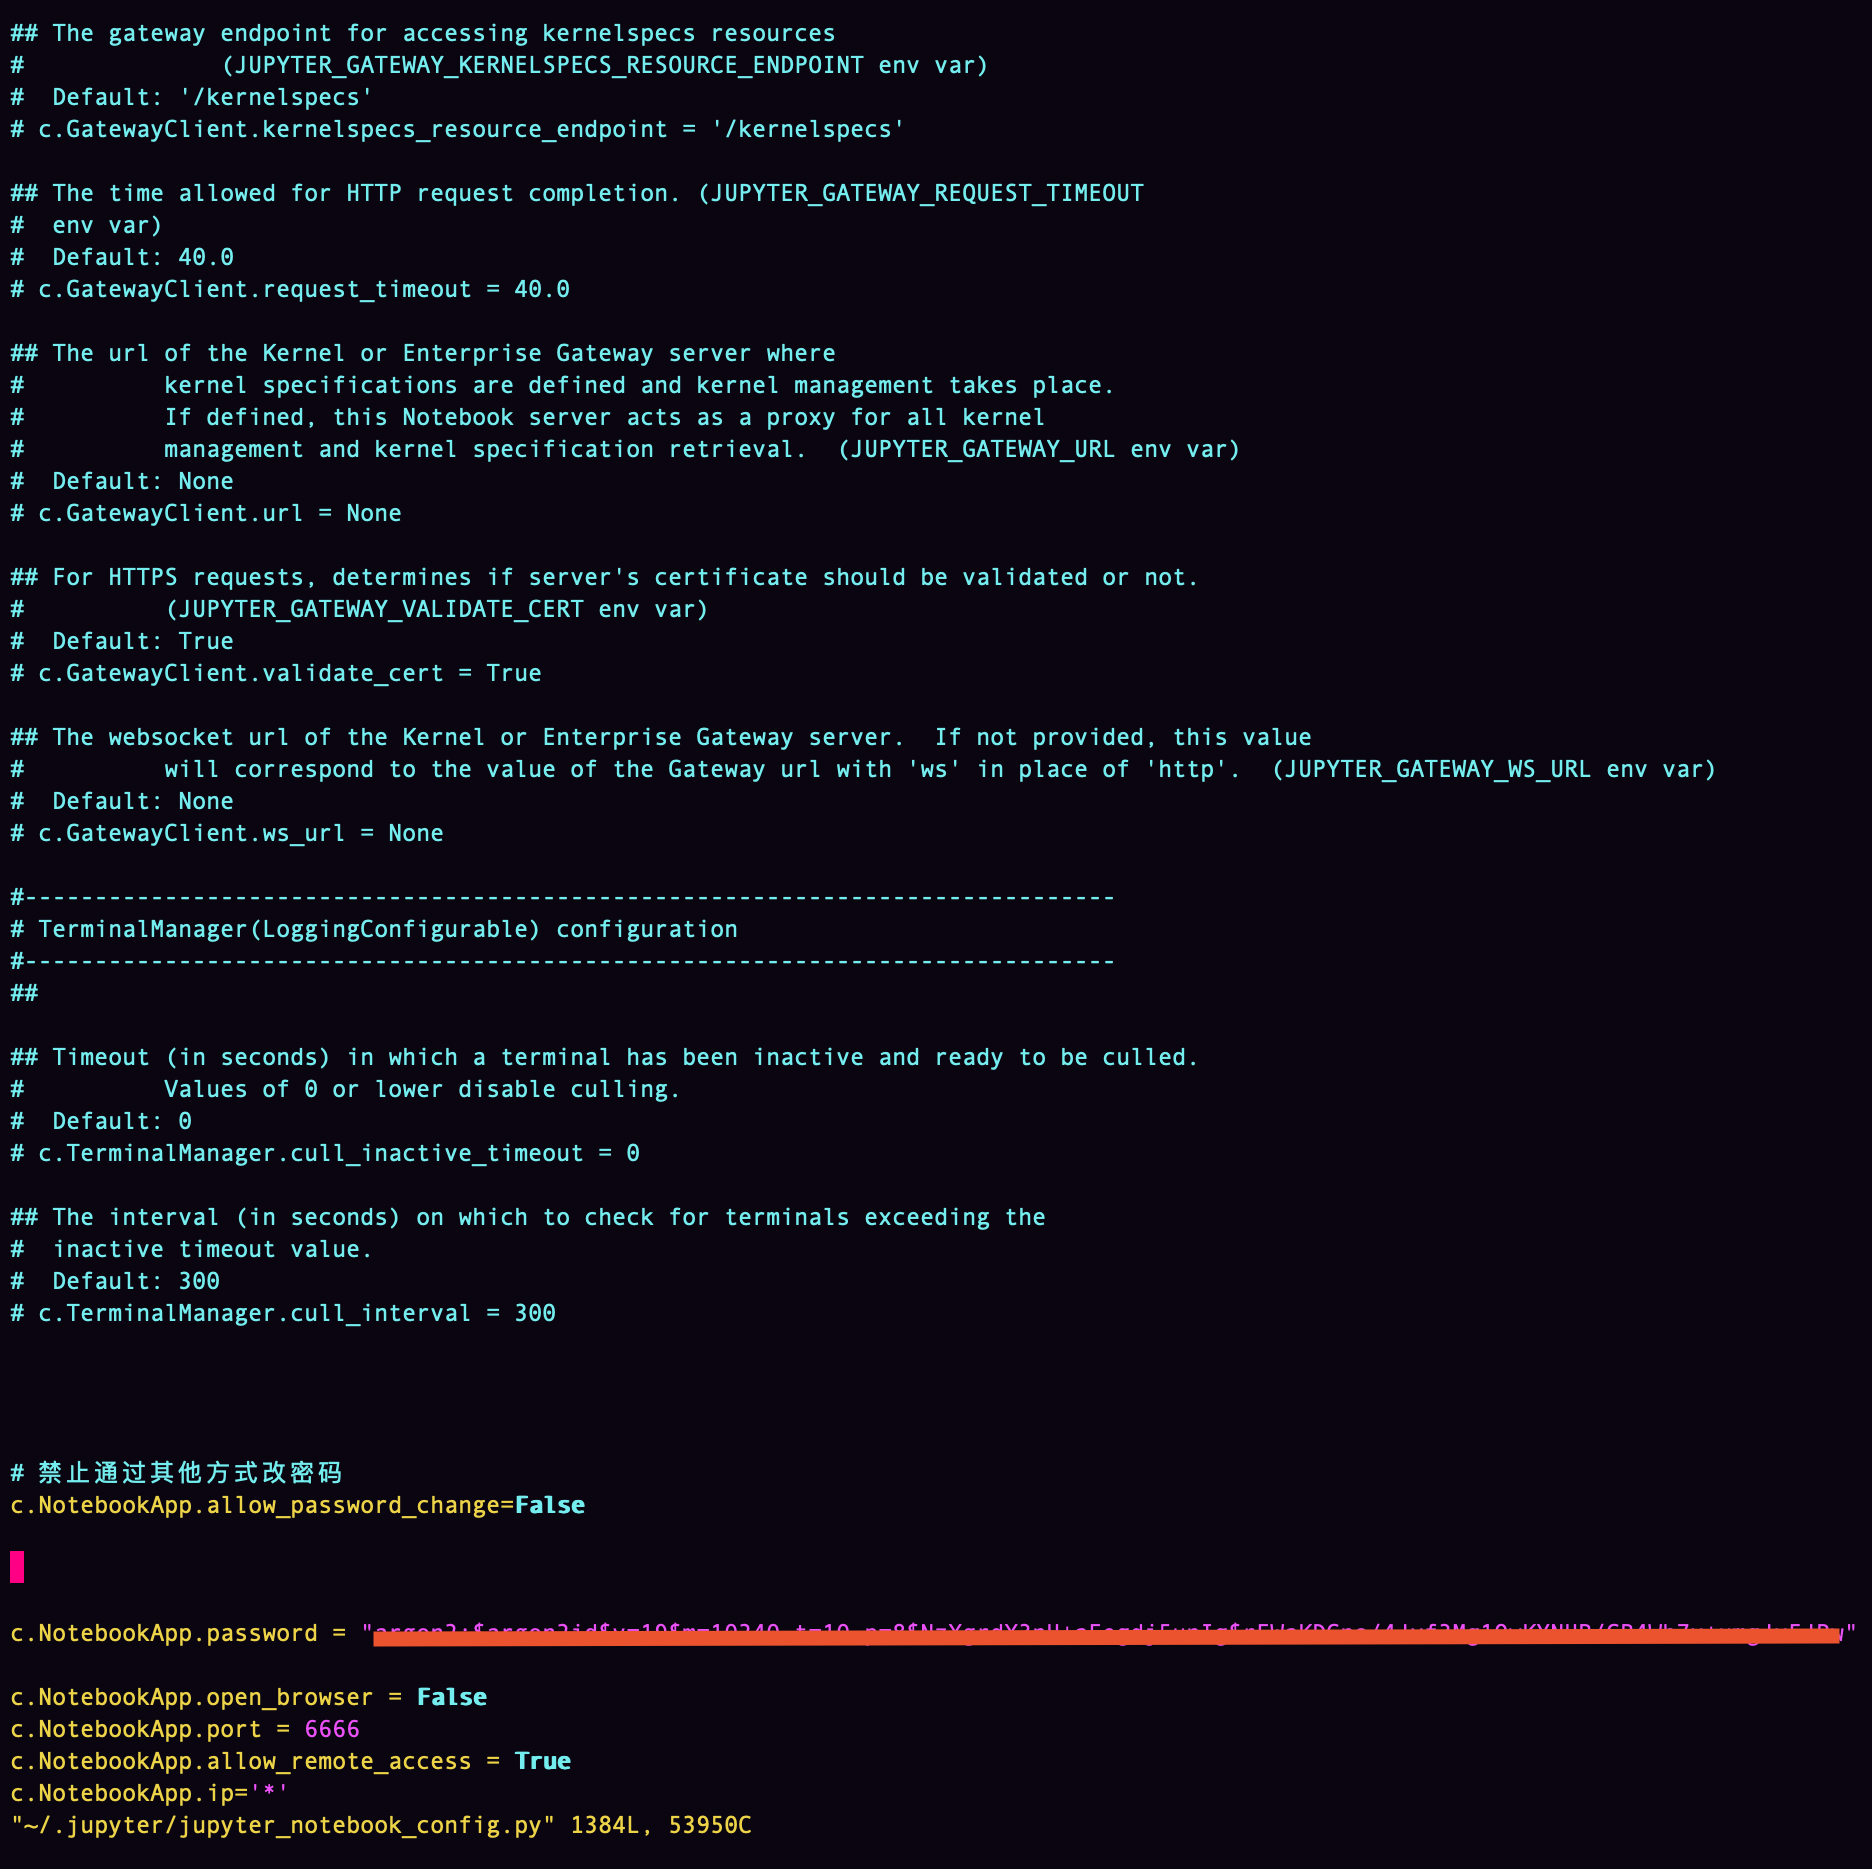 ## The gateway endpoint for accessing kernelspecs resources
#              (JUPYTER_GATEWAY_KERNELSPECS_RESOURCE_ENDPOINT env var)
#  Default: '/kernelspecs'
# c.GatewayClient.kernelspecs_resource_endpoint = '/kernelspecs'
## The time allowed for HTTP request completion. (JUPYTER_GATEWAY_REQUEST_TIMEOUT
#  env var)
#  Default: 40.0
# c.GatewayClient.request_timeout = 40.0
## The url of the Kernel or Enterprise Gateway server where
#          kernel specifications are defined and kernel management takes place.
#          If defined, this Notebook server acts as a proxy for all kernel
#          management and kernel specification retrieval.  (JUPYTER_GATEWAY_URL env var)
#  Default: None
# c.GatewayClient.url = None
## For HTTPS requests, determines if server's certificate should be validated or not.
#          (JUPYTER_GATEWAY_VALIDATE_CERT env var)
#  Default: True
# c.GatewayClient.validate_cert = True
## The websocket url of the Kernel or Enterprise Gateway server.  If not provided, this value
#          will correspond to the value of the Gateway url with 'ws' in place of 'http'.  (JUPYTER_GATEWAY_WS_URL env var)
#  Default: None
# c.GatewayClient.ws_url = None
#------------------------------------------------------------------------------
# TerminalManager(LoggingConfigurable) configuration
#------------------------------------------------------------------------------
##
## Timeout (in seconds) in which a terminal has been inactive and ready to be culled.
#          Values of 0 or lower disable culling.
#  Default: 0
# c.TerminalManager.cull_inactive_timeout = 0
## The interval (in seconds) on which to check for terminals exceeding the
#  inactive timeout value.
#  Default: 300
# c.TerminalManager.cull_interval = 300
# 禁止通过其他方式改密码
c.NotebookApp.allow_password_change=False
c.NotebookApp.password = "
c.NotebookApp.open_browser = False
c.NotebookApp.port = 6666
c.NotebookApp.allow_remote_access = True
c.NotebookApp.ip='*'
"~/.jupyter/jupyter_notebook_config.py" 1384L, 53950C